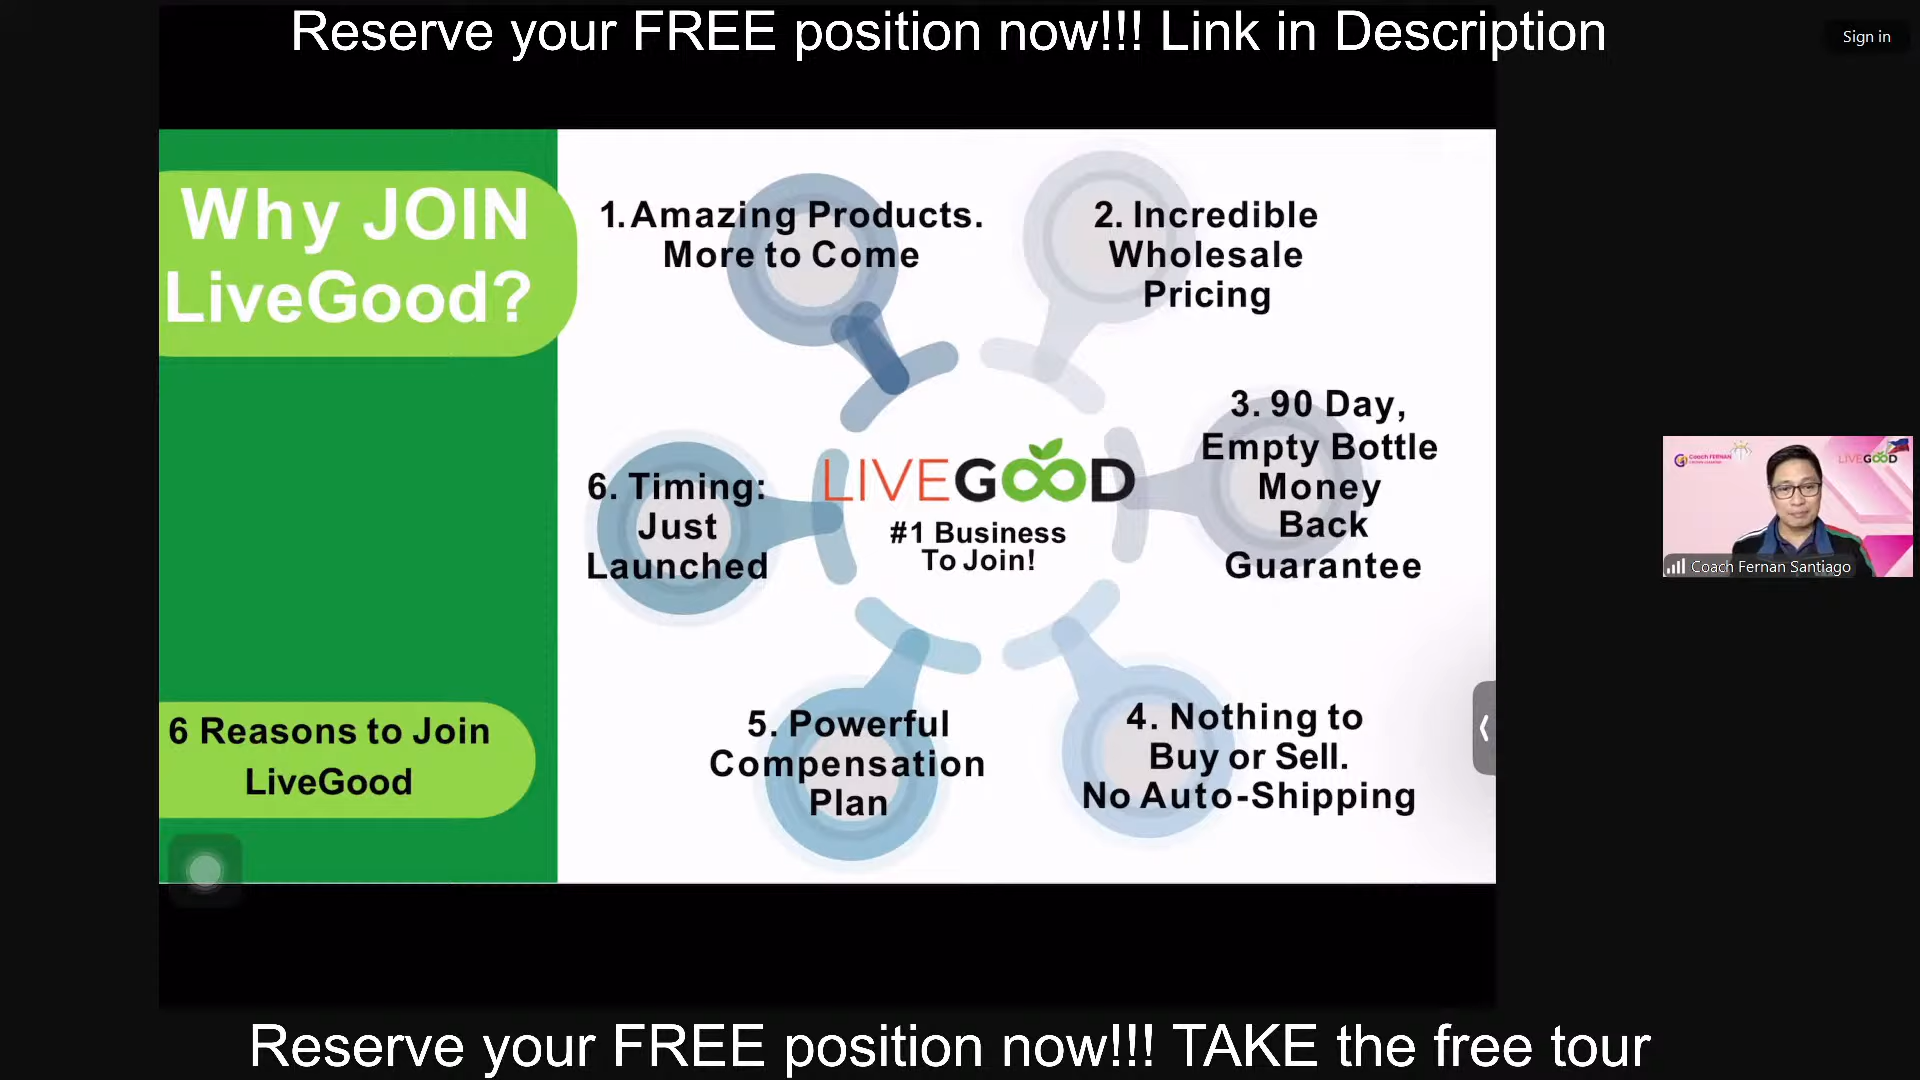 Reserve your FREE position now!!! Link in Description
Sign in
Why JOIN
LiveGood?
1. Amazing Products.
More to Come
2. Incredible
Wholesale
Pricing
3. 90 Day,
Empty Bottle
Money
Back
Guarantee
6. Timing:
Just
Launched
LIVEGOOD
#1 Business
To Join!
5. Powerful
Compensation
Plan
4. Nothing to
Buy or Sell.
No Auto-Shipping
6 Reasons to Join
LiveGood
Coach FERNAN
LIVEGOOD
Coach Fernan Santiago
Reserve your FREE position now!!! TAKE the free tour